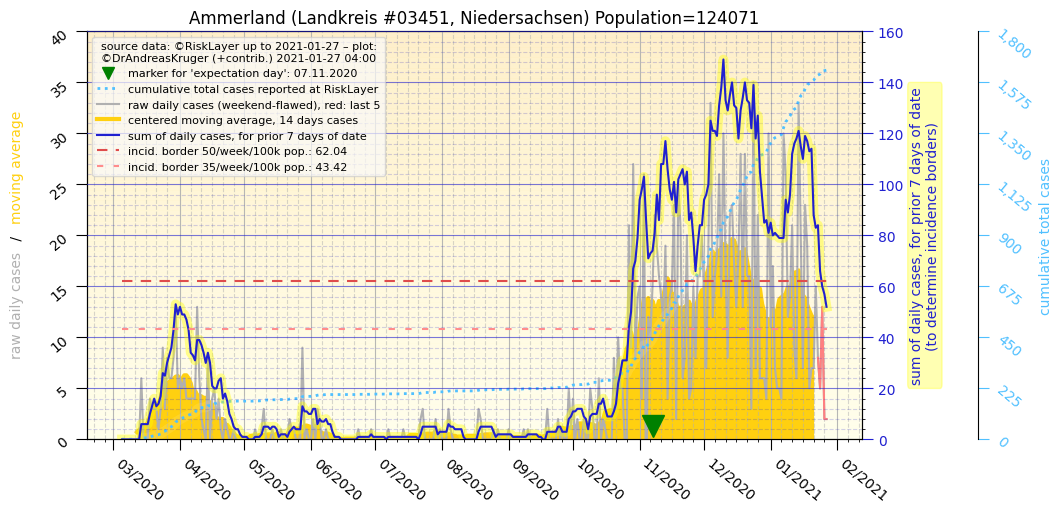 Ammerland (Landkreis #03451, Niedersachsen) Population=124071
source data: ©RiskLayer up to 2021-01-27 – plot:
©DrAndreasKruger (+contrib.) 2021-01-27 04:00
marker for 'expectation day': 07.11.2020
cumulative total cases reported at RiskLayer
raw daily cases (weekend-flawed), red: last 5
centered moving average, 14 days cases
sum of daily cases, for prior 7 days of date
incid. border 50/week/100k pop.: 62.04
incid. border 35/week/100k pop.: 43.42
raw daily cases / moving average
40
35
30
25
20
15
10
5
0
03/2020
04/2020
05/2020
06/2020
07/2020
08/2020
09/2020
10/2020
11/2020
12/2020
01/2021
02/2021
160
140
120
100
80
60
40
20
0
sum of daily cases, for prior 7 days of date
(to determine incidence borders)
1,800
1,575
1,350
1,125
900
675
450
225
0
cumulative total cases